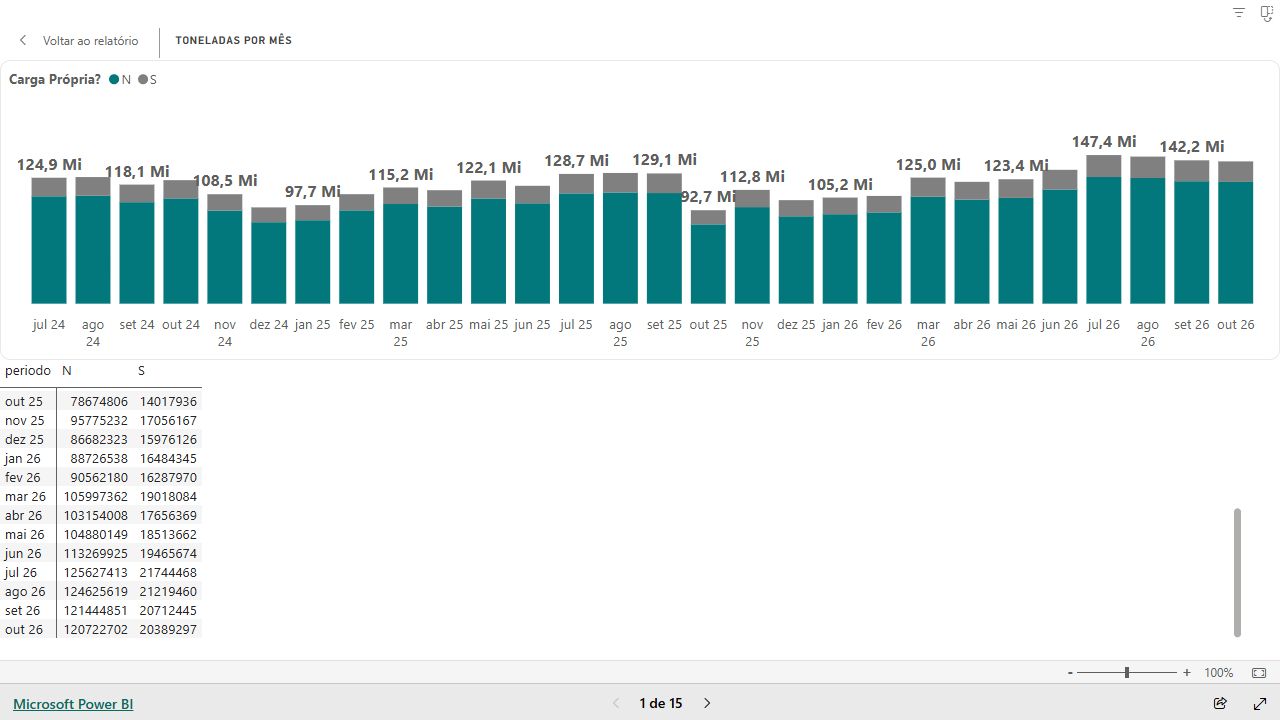 Voltar ao relatório
TONELADAS POR MÊS
Carga Própria? N S
124,9 Mi 118,1 Mi 108,5 Mi 97,7 Mi 115,2 Mi 122,1 Mi 128,7 Mi 129,1 Mi 92,7 Mi 112,8 Mi 105,2 Mi 125,0 Mi 123,4 Mi 147,4 Mi 142,2 Mi
jul 24 ago 24 set 24 out 24 nov 24 dez 24 jan 25 fev 25 mar 25 abr 25 mai 25 jun 25 jul 25 ago 25 set 25 out 25 nov 25 dez 25 jan 26 fev 26 mar 26 abr 26 mai 26 jun 26 jul 26 ago 26 set 26 out 26
periodo N S
out 25 78674806 14017936
nov 25 95775232 17056167
dez 25 86682323 15976126
jan 26 88726538 16484345
fev 26 90562180 16287970
mar 26 105997362 19018084
abr 26 103154008 17656369
mai 26 104880149 18513662
jun 26 113269925 19465674
jul 26 125627413 21744468
ago 26 124625619 21219460
set 26 121444851 20712445
out 26 120722702 20389297
- + 100%
Microsoft Power BI
1 de 15